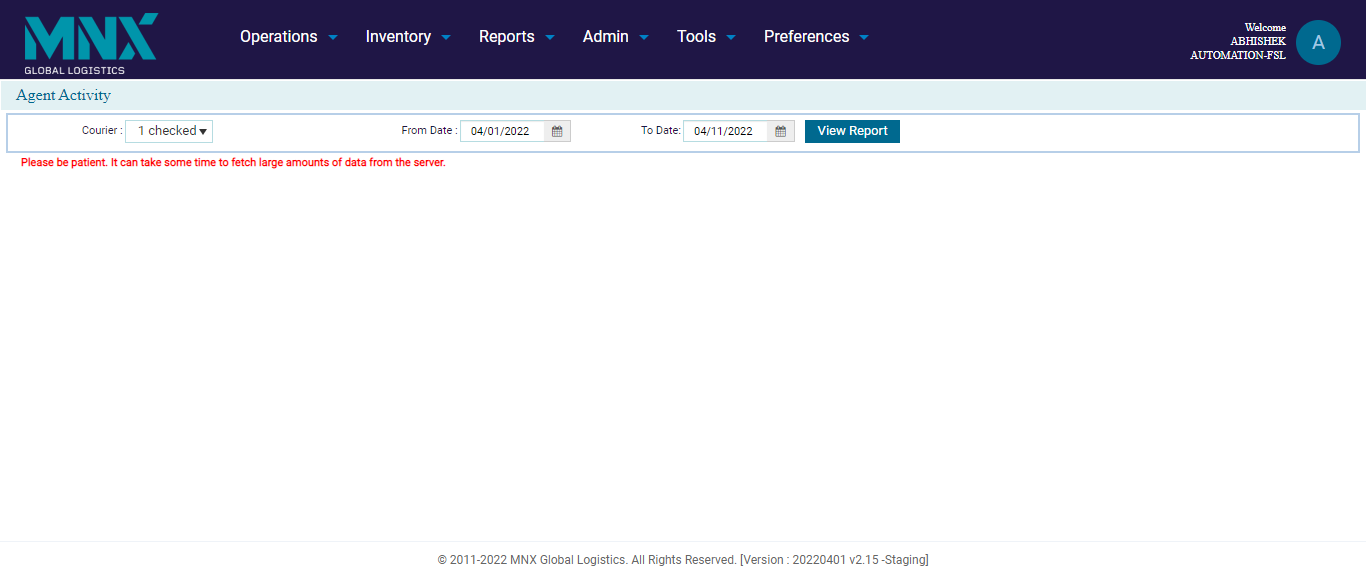 MNX
GLOBAL LOGISTICS
Operations Inventory Reports Admin Tools Preferences
Welcome
ABHISHEK
AUTOMATION-FSL
A
Agent Activity
Courier : 1 checked From Date : 04/01/2022 To Date: 04/11/2022 View Report
Please be patient. It can take some time to fetch large amounts of data from the server.
© 2011-2022 MNX Global Logistics. All Rights Reserved. [Version : 20220401 v2.15 -Staging]